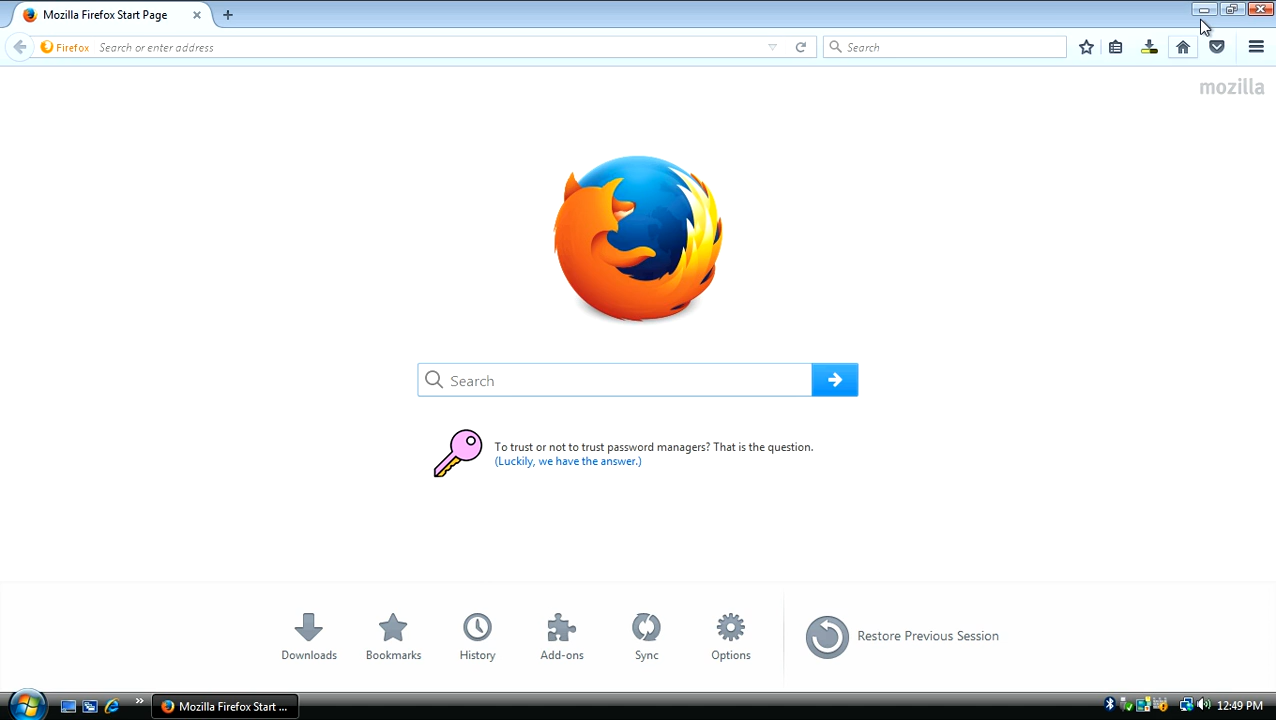 Mozilla Firefox Start Page
Firefox Search or enter address
Search
mozilla
Search
To trust or not to trust password managers? That is the question.
(Luckily, we have the answer.)
Downloads Bookmarks History Add-ons Sync Options
Restore Previous Session
Mozilla Firefox Start ...
12:49 PM